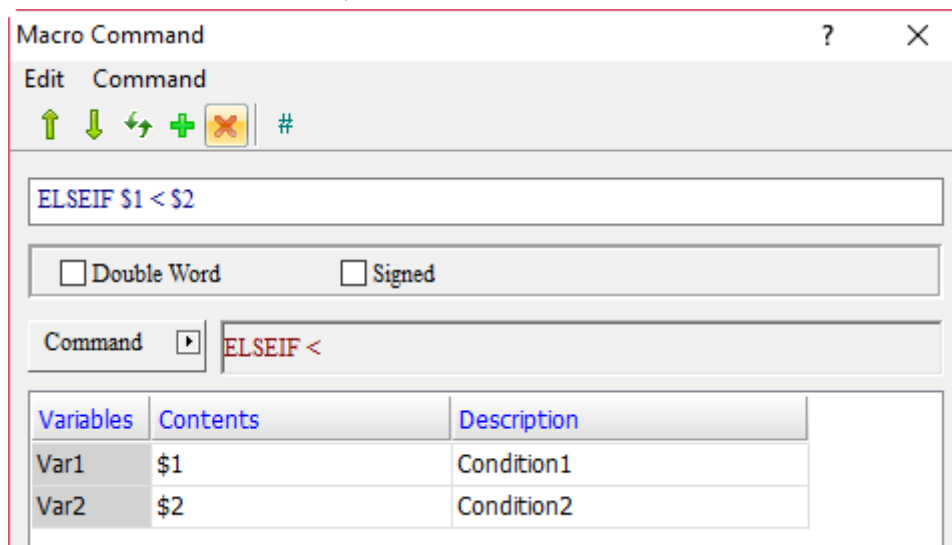 Macro Command ?
Edit Command
#
ELSEIF $1 < $2
Double Word Signed
Command ELSEIF <
Variables Contents Description
Var1 $1 Condition1
Var2 $2 Condition2